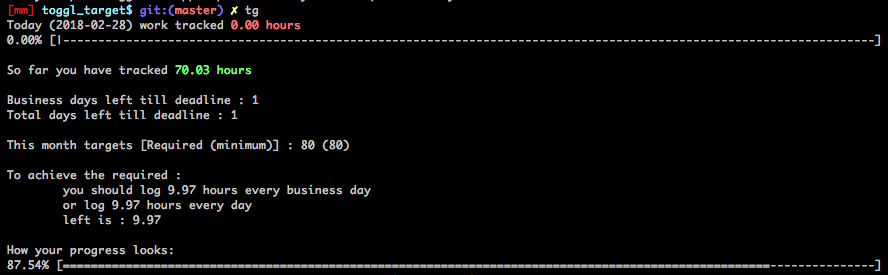 [mm] toggl_target$ git:(master) ✗ tg
Today (2018-02-28) work tracked 0.00 hours
0.00% [|-----------------------------------------------------------------------------------------------------------------]
So far you have tracked 70.03 hours
Business days left till deadline : 1
Total days left till deadline : 1
This month targets [Required (minimum)] : 80 (80)
To achieve the required :
you should log 9.97 hours every business day
or log 9.97 hours every day
left is : 9.97
How your progress looks:
87.54% [===================================================================================================---------------]